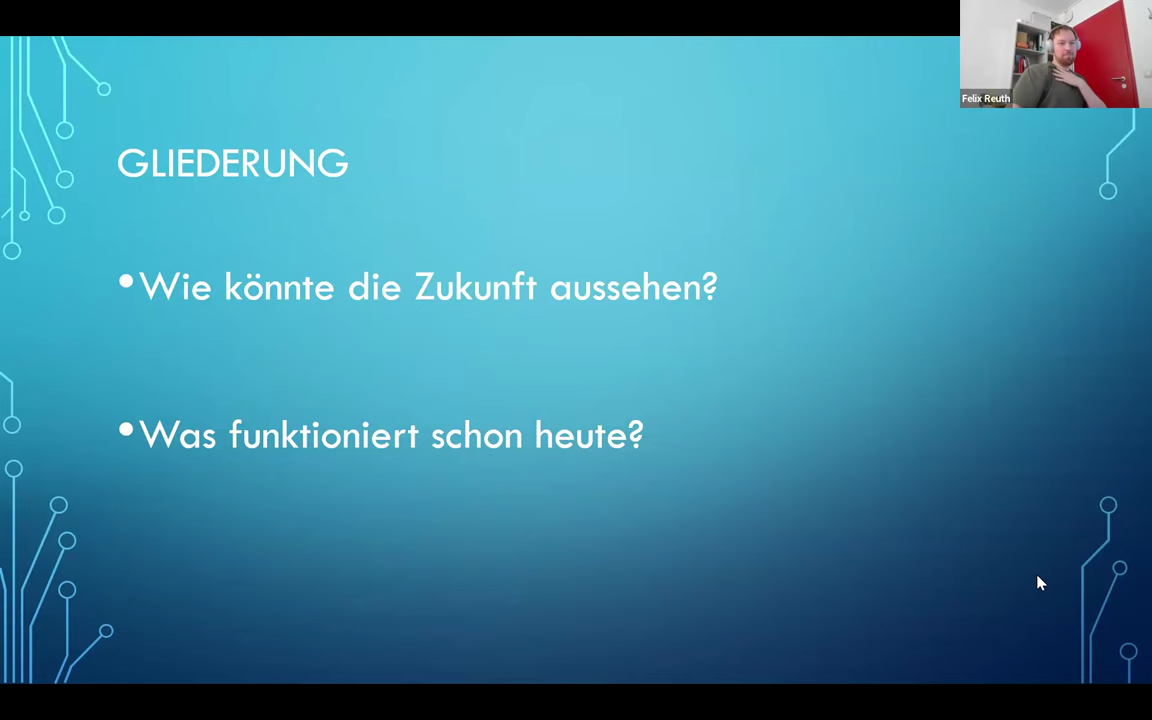 Felix Reuth
GLIEDERUNG
•Wie könnte die Zukunft aussehen?
•Was funktioniert schon heute?